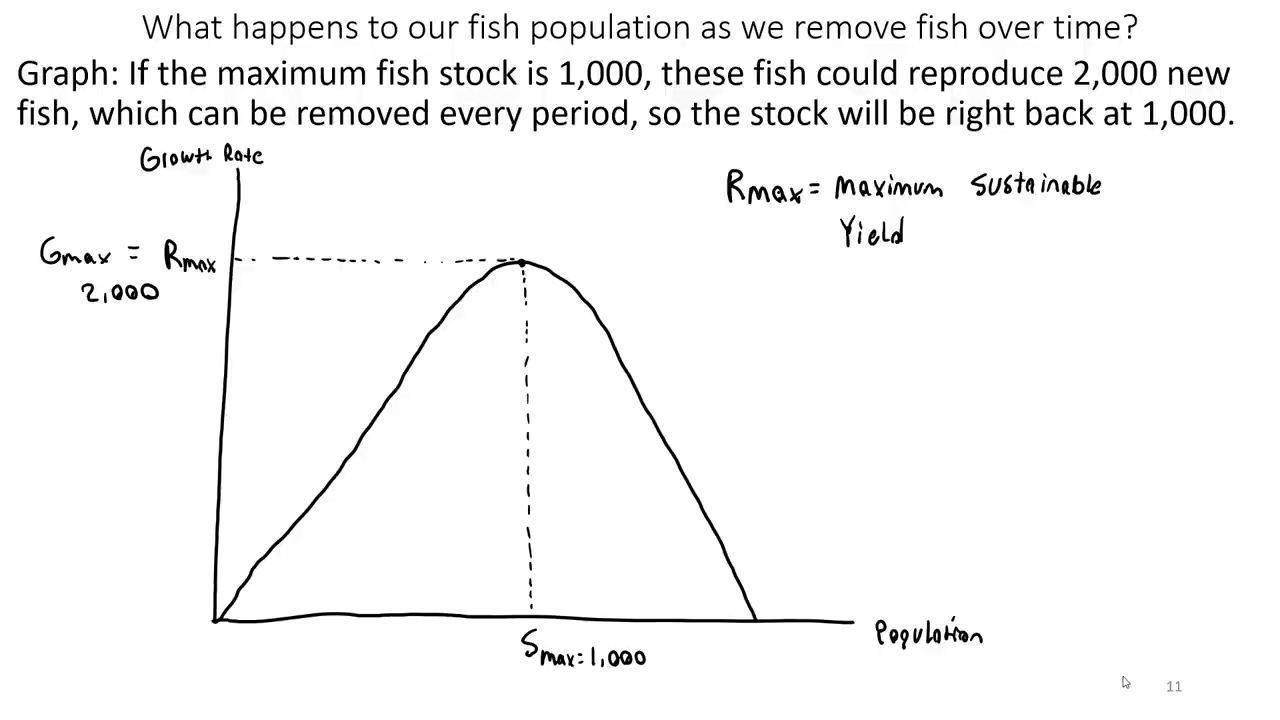 What happens to our fish population as we remove fish over time?
Graph: If the maximum fish stock is 1,000, these fish could reproduce 2,000 new
fish, which can be removed every period, so the stock will be right back at 1,000.
Growth Rate
Rmax = Maximum Sustainable
Yield
Gmax = Rmax
2,000
Population
Smax=1,000
11